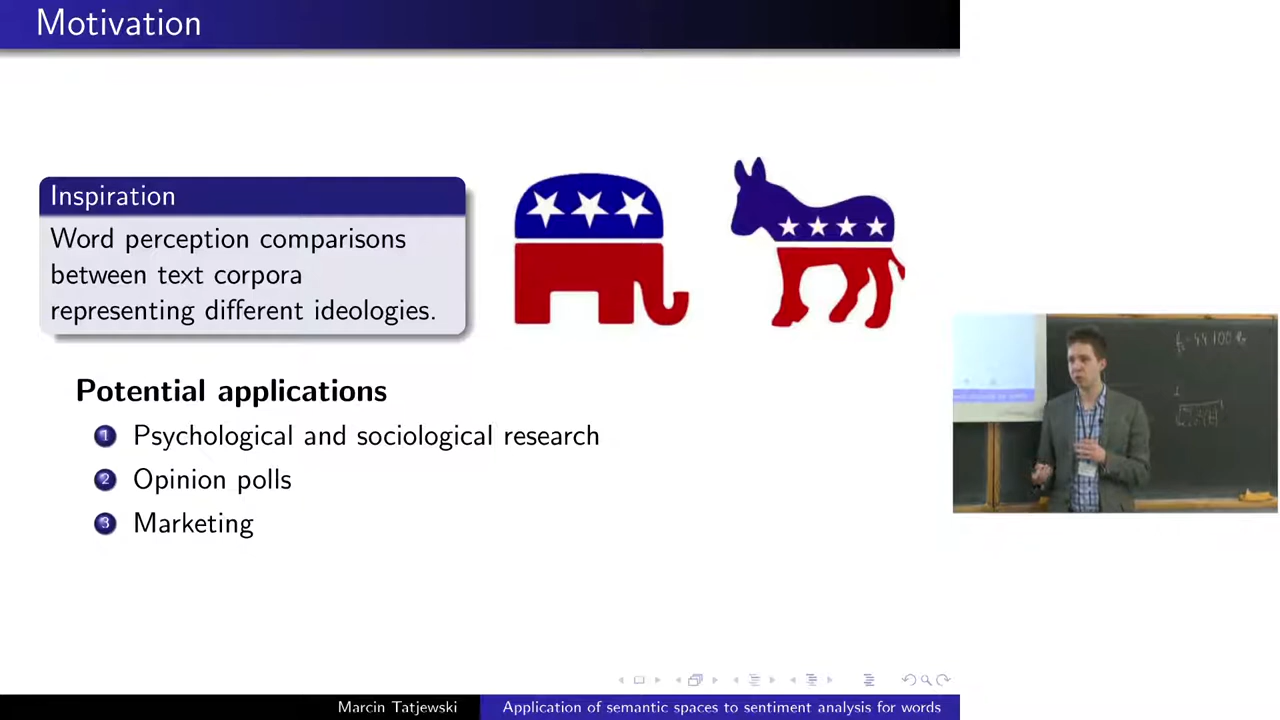 Motivation
Inspiration
Word perception comparisons
between text corpora
representing different ideologies.
Potential applications
1 Psychological and sociological research
2 Opinion polls
3 Marketing
Marcin Tatjewski
Application of semantic spaces to sentiment analysis for words